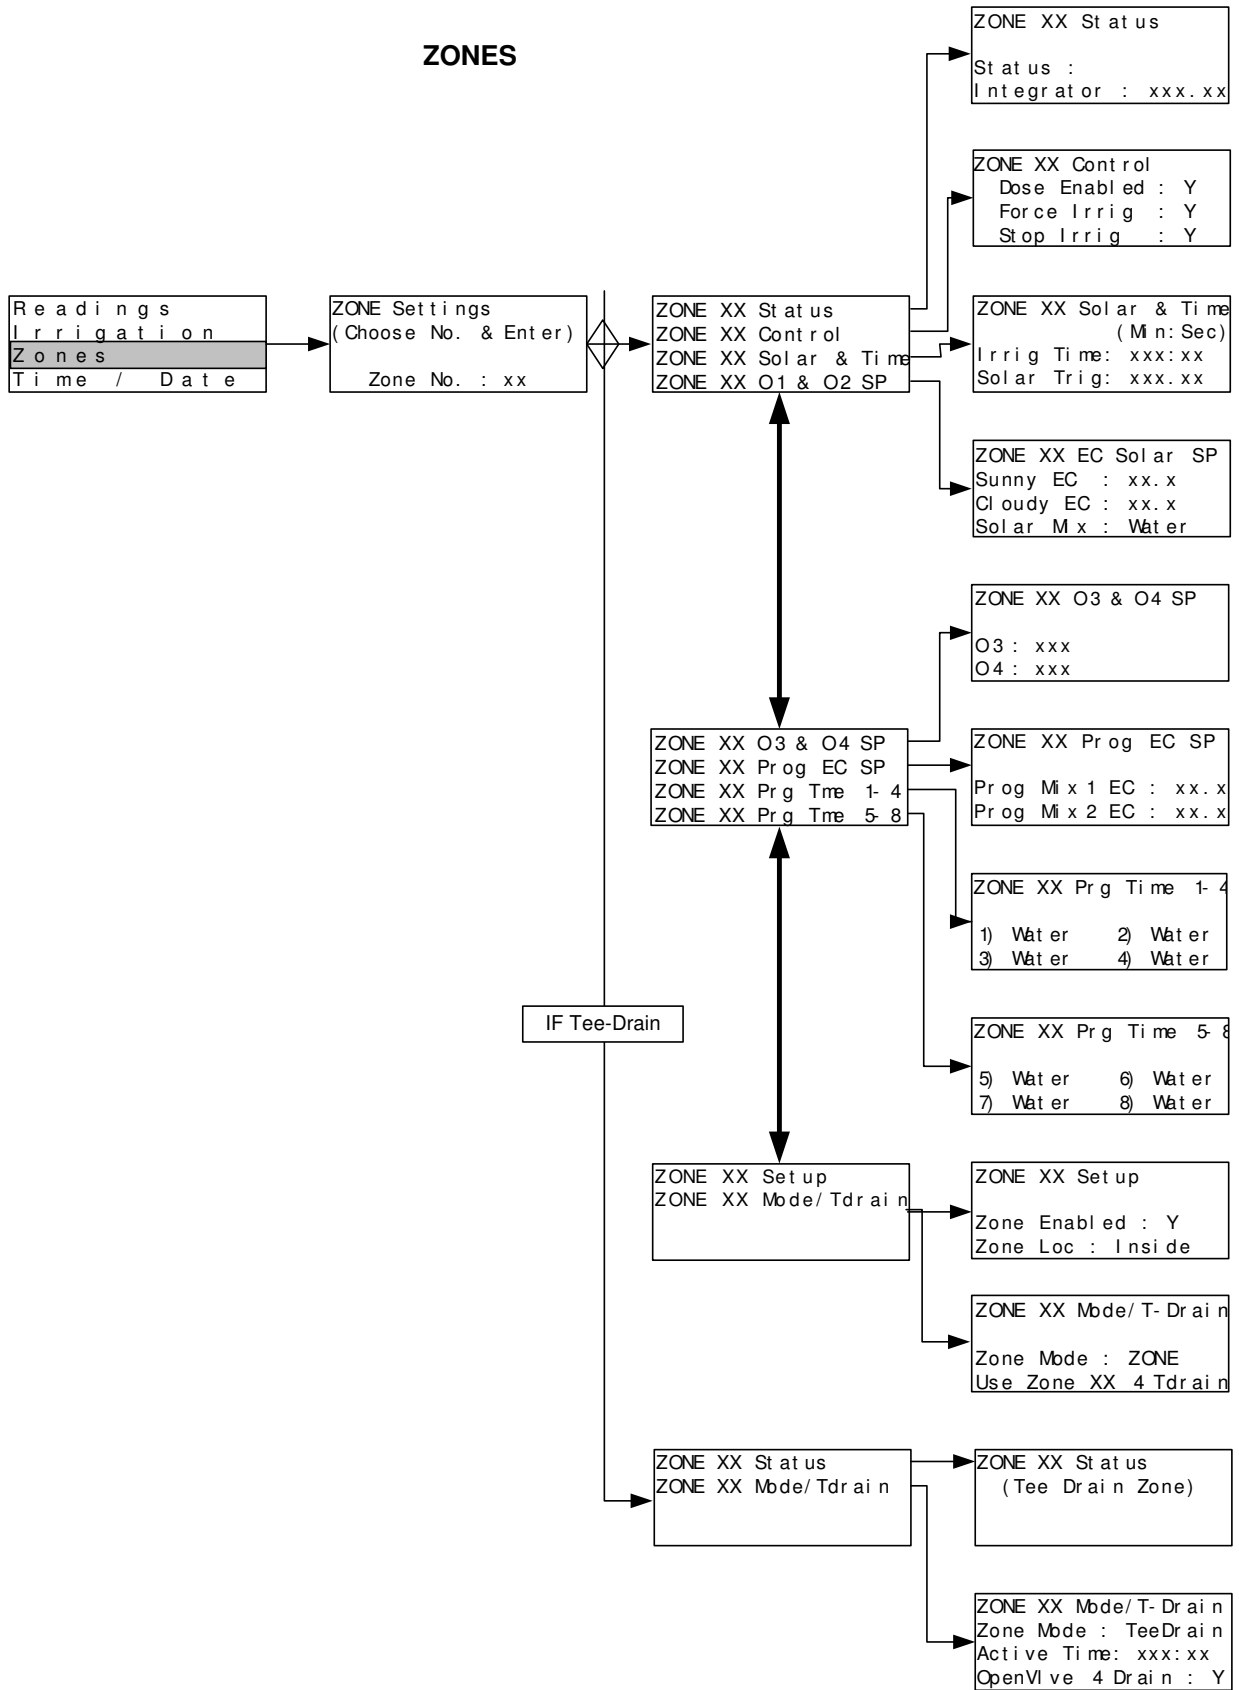 ZONES
Readings
Irrigation
Zones
Time / Date
ZONE Settings
(Choose No. & Enter)
Zone No. : xx
ZONE XX Status
ZONE XX Control
ZONE XX Solar & Time
ZONE XX O1 & O2 SP
ZONE XX Status
Status :
Integrator : xxx.xx
ZONE XX Control
Dose Enabled : Y
Force Irrig : Y
Stop Irrig : Y
ZONE XX Solar & Time
(Min:Sec)
Irrig Time: xxx:xx
Solar Trig: xxx.xx
ZONE XX EC Solar SP
Sunny EC : xx.x
Cloudy EC : xx.x
Solar Mix : Water
ZONE XX O3 & O4 SP
ZONE XX Prog EC SP
ZONE XX Prg Tme 1-4
ZONE XX Prg Tme 5-8
ZONE XX O3 & O4 SP
O3 : xxx
O4 : xxx
ZONE XX Prog EC SP
Prog Mix1 EC : xx.x
Prog Mix2 EC : xx.x
ZONE XX Prg Time 1-4
1) Water 2) Water
3) Water 4) Water
ZONE XX Prg Time 5-8
5) Water 6) Water
7) Water 8) Water
IF Tee-Drain
ZONE XX Setup
ZONE XX Mode/Tdrain
ZONE XX Setup
Zone Enabled : Y
Zone Loc : Inside
ZONE XX Mode/T-Drain
Zone Mode : ZONE
Use Zone XX 4 Tdrain
ZONE XX Status
ZONE XX Mode/Tdrain
ZONE XX Status
(Tee Drain Zone)
ZONE XX Mode/T-Drain
Zone Mode : TeeDrain
Active Time: xxx:xx
OpenVlve 4 Drain : Y